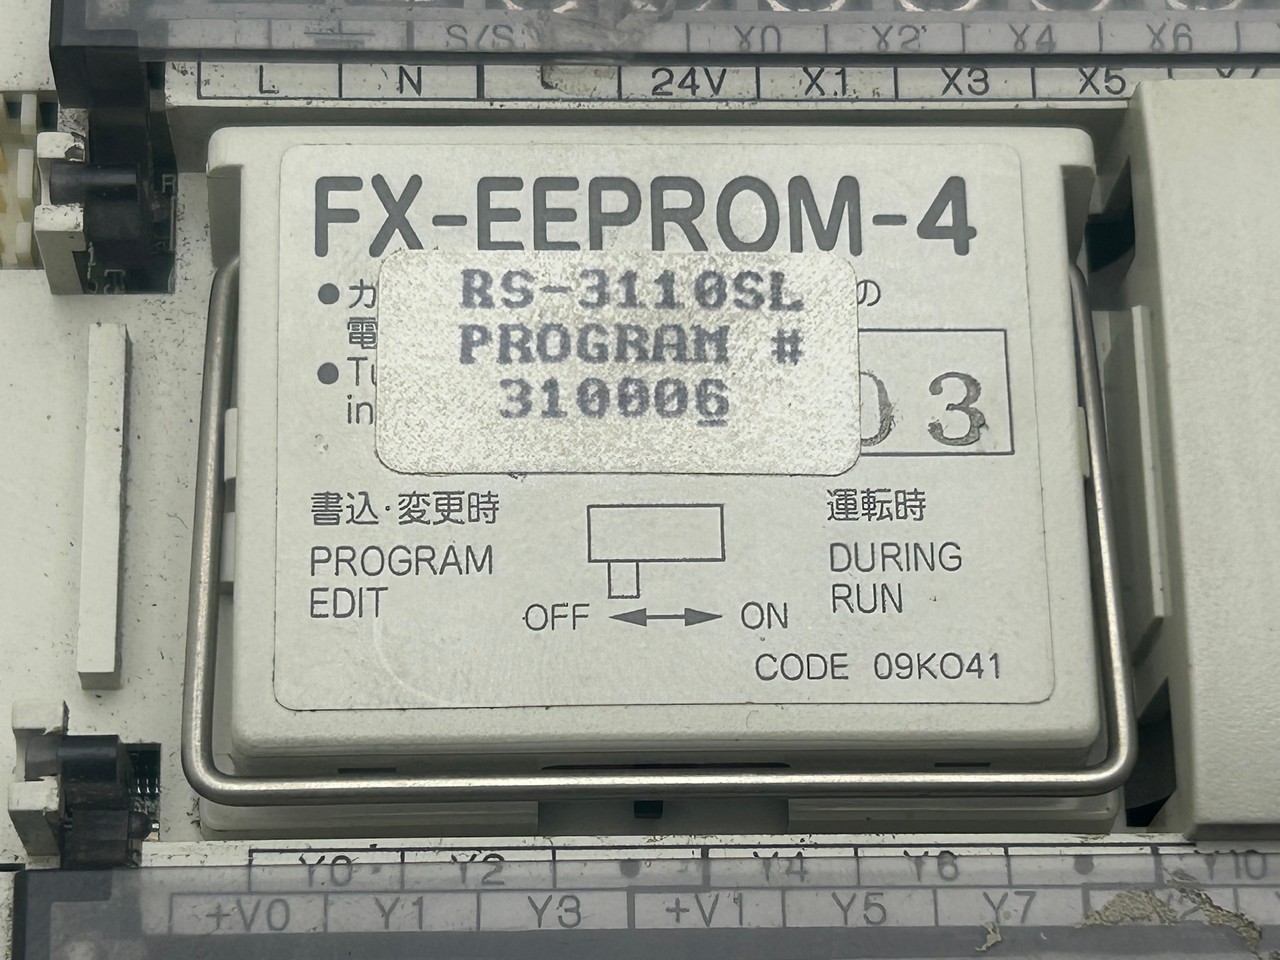 S/S X0 X2 X4 X6
L N 24V X1 X3 X5
FX-EEPROM-4
RS-3110SL
PROGRAM #
310006
●カ の
電
●Tu
in
03
書込・変更時
PROGRAM
EDIT
OFF ON
運転時
DURING
RUN
CODE 09K041
Y0 Y2 • Y4 Y6 • Y10
+V0 Y1 Y3 +V1 Y5 Y7